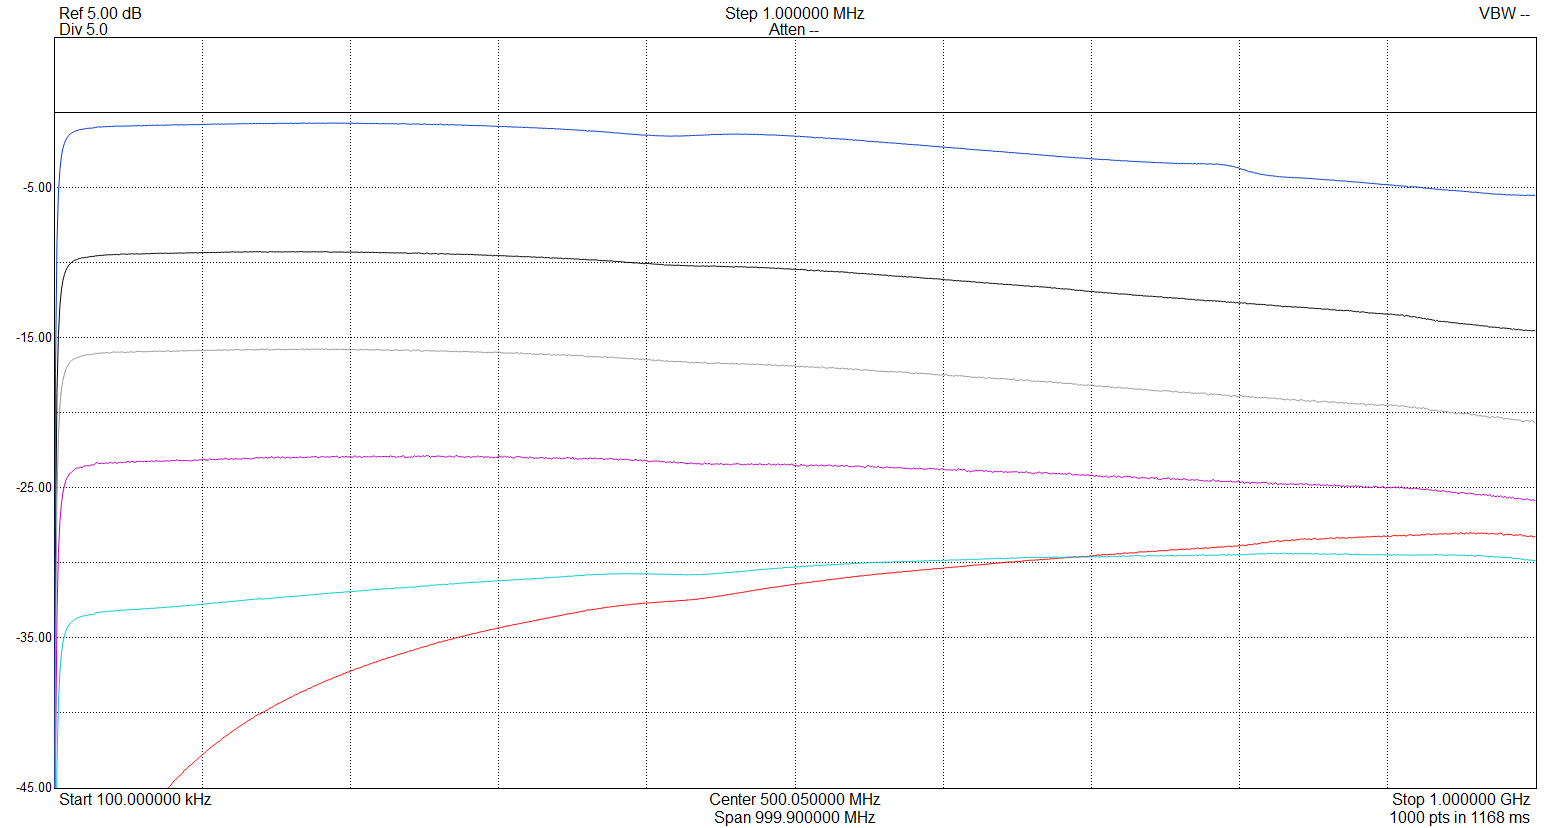 Ref 5.00 dB Step 1.000000 MHz VBW --
Div 5.0 Atten --
-5.00
-15.00
-25.00
-35.00
-45.00
Start 100.000000 kHz Center 500.050000 MHz Stop 1.000000 GHz
Span 999.900000 MHz 1000 pts in 1168 ms